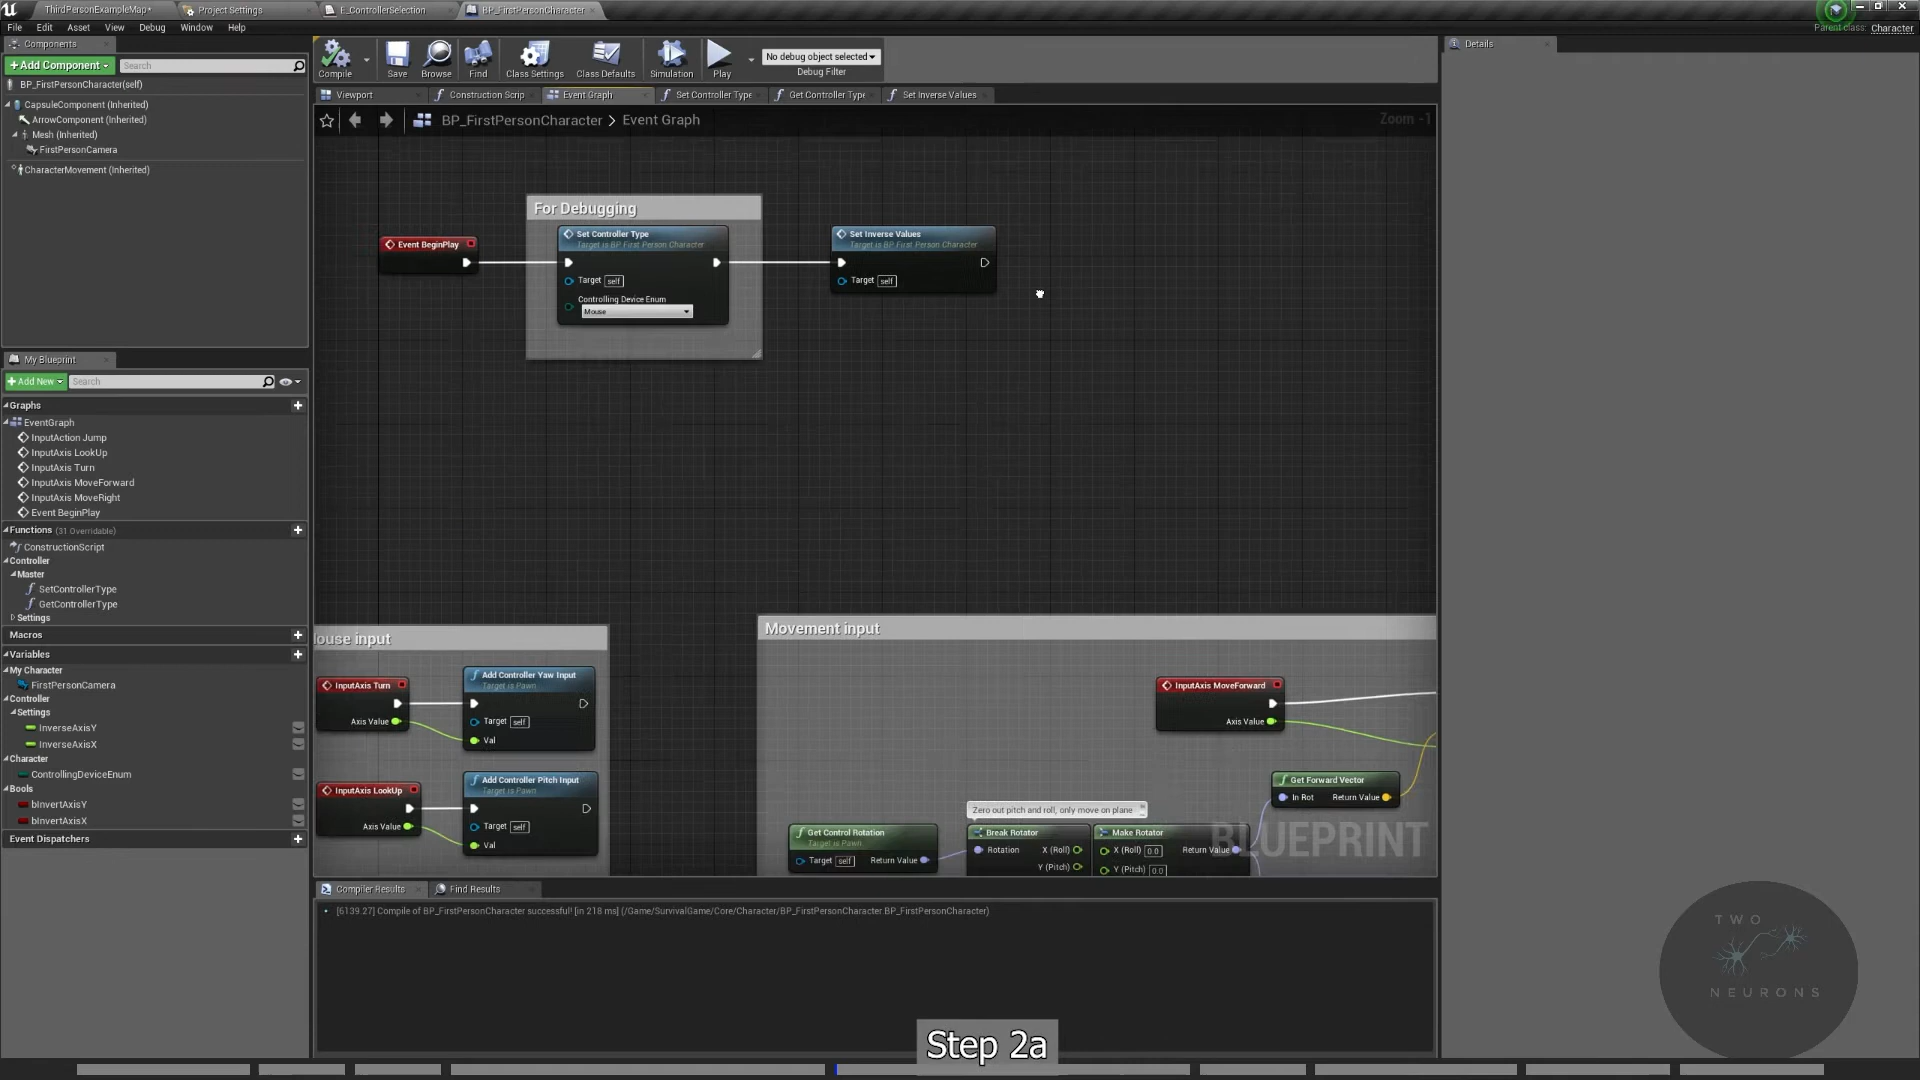 ThirdPersonExampleMap*
Project Settings
E_ControllerSelection
BP_FirstPersonCharacter
File Edit Asset View Debug Window Help
Parent class: Character
Components
+Add Component
Search
BP_FirstPersonCharacter(self)
CapsuleComponent (Inherited)
ArrowComponent (Inherited)
Mesh (Inherited)
FirstPersonCamera
CharacterMovement (Inherited)
Compile
Save
Browse
Find
Class Settings
Class Defaults
Simulation
Play
No debug object selected
Debug Filter
Viewport
Construction Scrip
Event Graph
Set Controller Type
Get Controller Type
Set Inverse Values
BP_FirstPersonCharacter > Event Graph
Zoom -1
Details
For Debugging
Event BeginPlay
Set Controller Type
Target is BP First Person Character
Target self
Controlling Device Enum
Mouse
Set Inverse Values
Target is BP First Person Character
Target self
My Blueprint
+Add New
Search
Graphs
EventGraph
InputAction Jump
InputAxis LookUp
InputAxis Turn
InputAxis MoveForward
InputAxis MoveRight
Event BeginPlay
Functions (31 Overridable)
ConstructionScript
Controller
Master
SetControllerType
GetControllerType
Settings
Macros
Variables
My Character
FirstPersonCamera
Controller
Settings
InverseAxisY
InverseAxisX
Character
ControllingDeviceEnum
Bools
bInvertAxisY
bInvertAxisX
Event Dispatchers
ouse input
InputAxis Turn
Axis Value
Add Controller Yaw Input
Target is Pawn
Target self
Val
InputAxis LookUp
Axis Value
Add Controller Pitch Input
Target is Pawn
Target self
Val
Movement input
InputAxis MoveForward
Axis Value
Get Forward Vector
In Rot
Return Value
Zero out pitch and roll, only move on plane
Get Control Rotation
Target is Pawn
Target self
Return Value
Break Rotator
Rotation
X (Roll)
Y (Pitch)
Make Rotator
X (Roll) 0.0
Return Value
Y (Pitch) 0.0
BLUEPRINT
Compiler Results
Find Results
[6139.27] Compile of BP_FirstPersonCharacter successful! [in 218 ms] (/Game/SurvivalGame/Core/Character/BP_FirstPersonCharacter.BP_FirstPersonCharacter)
TWO
NEURONS
Step 2a